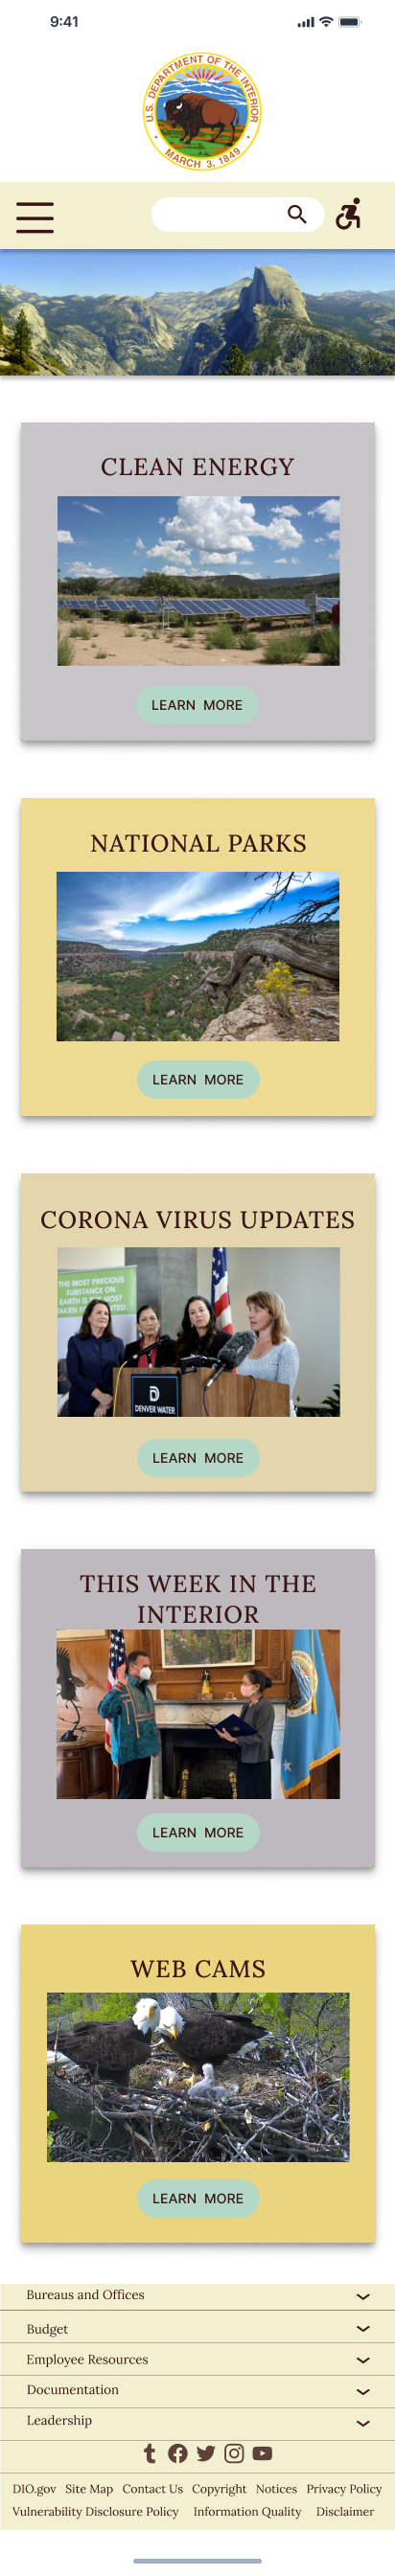 9:41
U.S. DEPARTMENT OF THE INTERIOR
MARCH 3, 1849
CLEAN ENERGY
LEARN MORE
NATIONAL PARKS
LEARN MORE
CORONA VIRUS UPDATES
THE MOST PRECIOUS
SUBSTANCE ON
EARTH IS THE MOST
TAKEN FOR GRANTED.
DENVER WATER
LEARN MORE
THIS WEEK IN THE
INTERIOR
LEARN MORE
WEB CAMS
LEARN MORE
Bureaus and Offices
Budget
Employee Resources
Documentation
Leadership
DIO.gov Site Map Contact Us Copyright Notices Privacy Policy
Vulnerability Disclosure Policy Information Quality Disclaimer